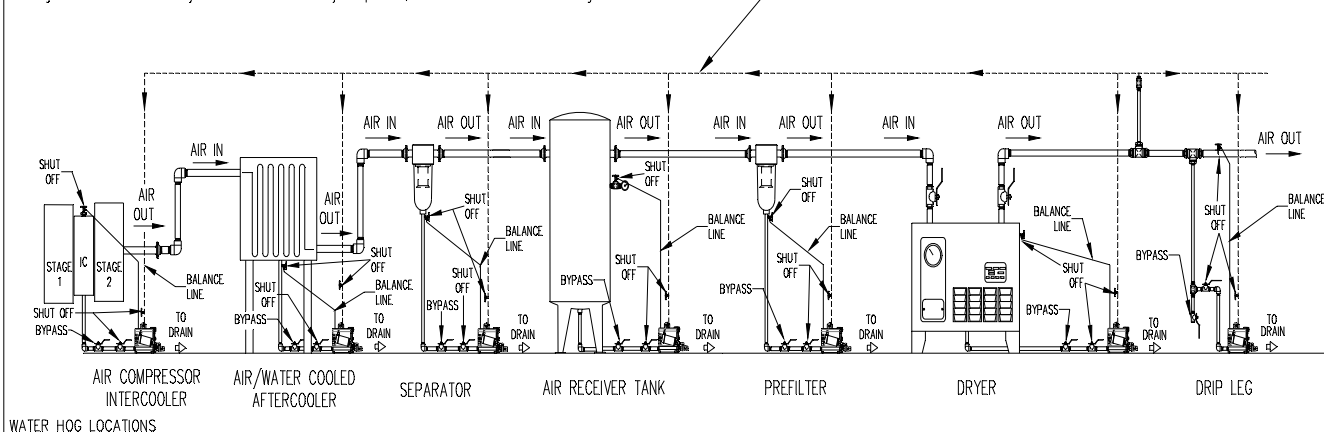 AIR IN
AIR OUT
AIR IN
AIR OUT
AIR IN
AIR OUT
AIR IN
AIR OUT
AIR IN
AIR OUT
AIR OUT
SHUT
OFF
AIR
OUT
STAGE
1
IC
STAGE
2
BALANCE
LINE
SHUT OFF
BYPASS
TO
DRAIN
SHUT
OFF
SHUT
OFF
BALANCE
LINE
BYPASS
TO
DRAIN
SHUT
OFF
BALANCE
LINE
SHUT
OFF
BYPASS
TO
DRAIN
SHUT
OFF
BALANCE
LINE
SHUT
OFF
BYPASS
TO
DRAIN
SHUT
OFF
BALANCE
LINE
SHUT
OFF
BYPASS
TO
DRAIN
BALANCE
LINE
SHUT
OFF
BYPASS
TO
DRAIN
SHUT
OFF
BALANCE
LINE
BYPASS
TO
DRAIN
AIR COMPRESSOR
INTERCOOLER
AIR/WATER COOLED
AFTERCOOLER
SEPARATOR
AIR RECEIVER TANK
PREFILTER
DRYER
DRIP LEG
WATER HOG LOCATIONS